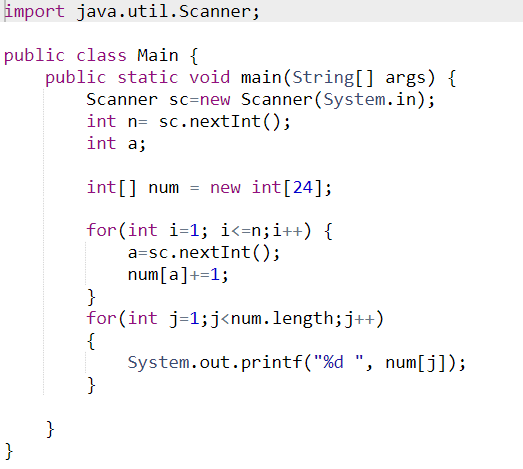 import java.util.Scanner;

public class Main {
    public static void main(String[] args) {
        Scanner sc=new Scanner(System.in);
        int n= sc.nextInt();
        int a;

        int[] num = new int[24];

        for(int i=1; i<=n;i++) {
            a=sc.nextInt();
            num[a]+=1;
        }
        for(int j=1;j<num.length;j++)
        {
            System.out.printf("%d ", num[j]);
        }

    }
}